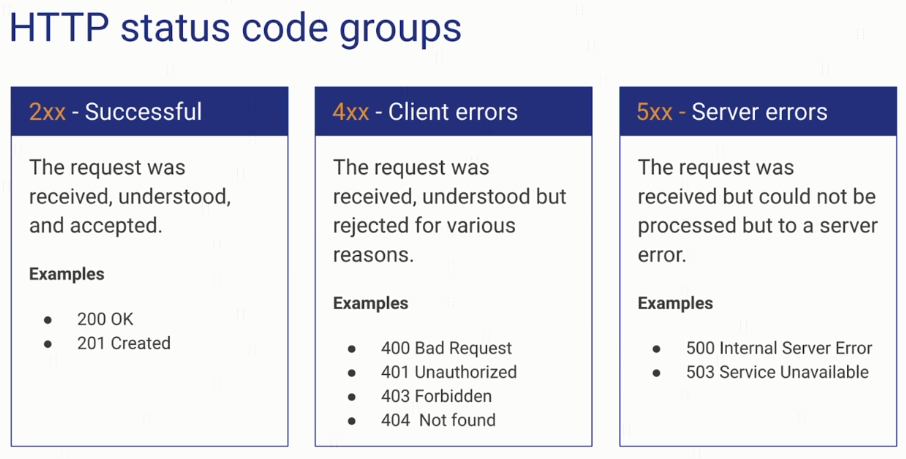 HTTP status code groups
2xx - Successful
The request was
received, understood,
and accepted.
Examples
● 200 OK
● 201 Created
4xx - Client errors
The request was
received, understood but
rejected for various
reasons.
Examples
● 400 Bad Request
● 401 Unauthorized
● 403 Forbidden
● 404 Not found
5xx - Server errors
The request was
received but could not be
processed but to a server
error.
Examples
● 500 Internal Server Error
● 503 Service Unavailable